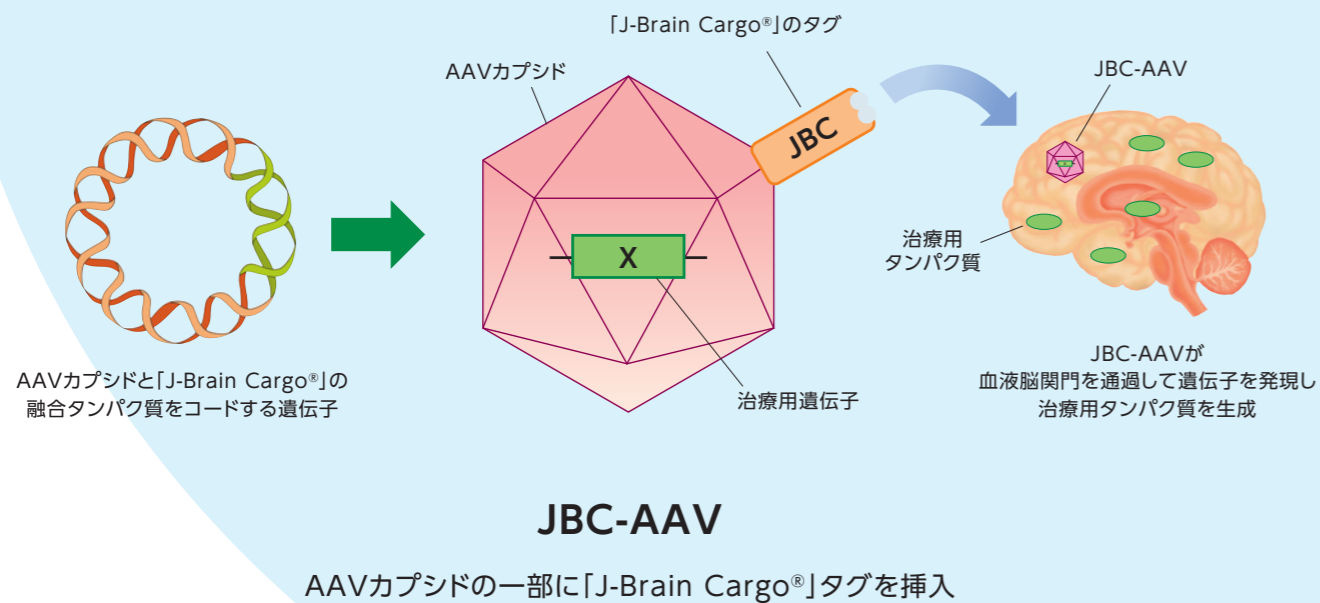 「J-Brain Cargo®」のタグ
AAVカプシド
JBC-AAV
JBC
X
治療用
タンパク質
AAVカプシドと「J-Brain Cargo®」の
融合タンパク質をコードする遺伝子
治療用遺伝子
JBC-AAVが
血液脳関門を通過して遺伝子を発現し
治療用タンパク質を生成
JBC-AAV
AAVカプシドの一部に「J-Brain Cargo®」タグを挿入